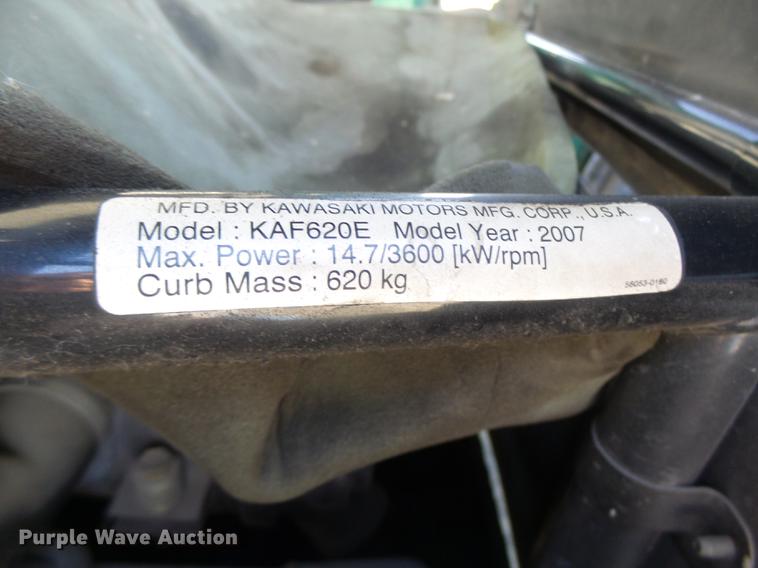 MFD. BY KAWASAKI MOTORS MFG. CORP., U.S.A.
Model : KAF620E Model Year : 2007
Max. Power : 14.7/3600 [kW/rpm]
Curb Mass : 620 kg
56053-0160
Purple Wave Auction